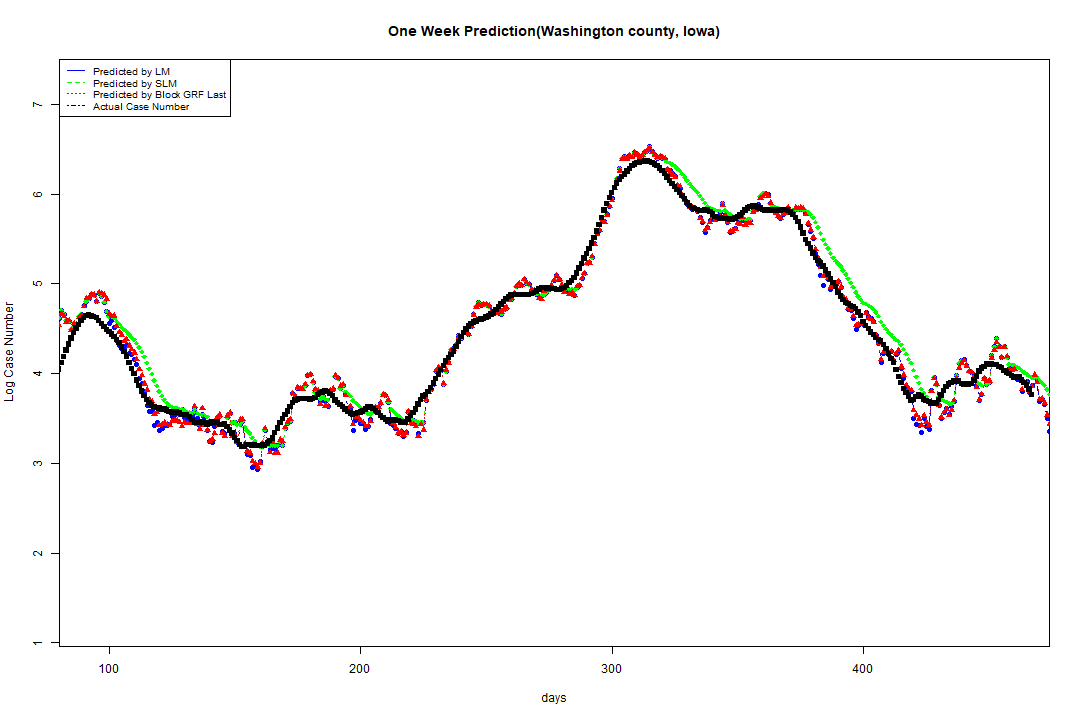 One Week Prediction(Washington county, Iowa)
Predicted by LM
Predicted by SLM
Predicted by Block GRF Last
Actual Case Number
7
6
5
4
3
2
1
Log Case Number
100 200 300 400
days